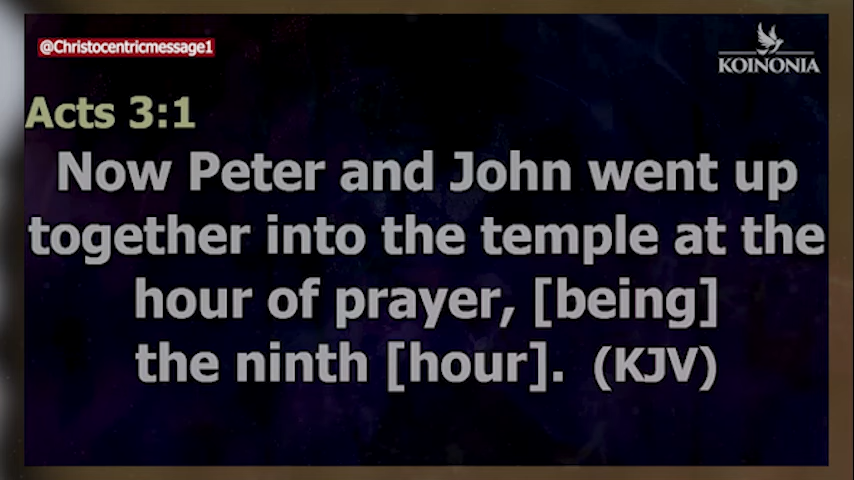 @Christocentricmessage1
KOINONIA
Acts 3:1
Now Peter and John went up
together into the temple at the
hour of prayer, [being]
the ninth [hour]. (KJV)